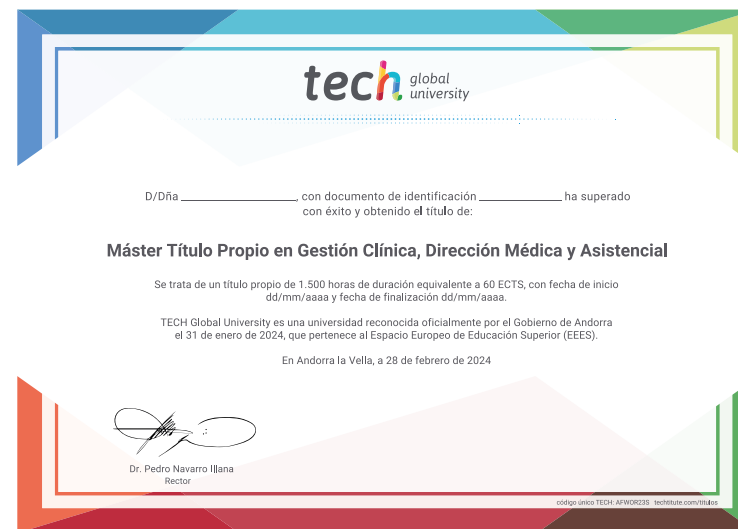 tech global university
D/Dña ____________, con documento de identificación ____________ ha superado
con éxito y obtenido el título de:
Máster Título Propio en Gestión Clínica, Dirección Médica y Asistencial
Se trata de un título propio de 1.500 horas de duración equivalente a 60 ECTS, con fecha de inicio
dd/mm/aaaa y fecha de finalización dd/mm/aaaa.
TECH Global University es una universidad reconocida oficialmente por el Gobierno de Andorra
el 31 de enero de 2024, que pertenece al Espacio Europeo de Educación Superior (EEES).
En Andorra la Vella, a 28 de febrero de 2024
Dr. Pedro Navarro Illana
Rector
código único TECH: AFWOR23S techtitute.com/titulos